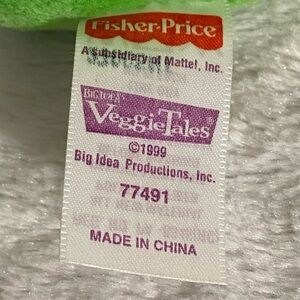 Fisher-Price
A subsidiary of Mattel, Inc.
BIG IDEA'S
VeggieTales
©1999
Big Idea Productions, Inc.
77491
MADE IN CHINA